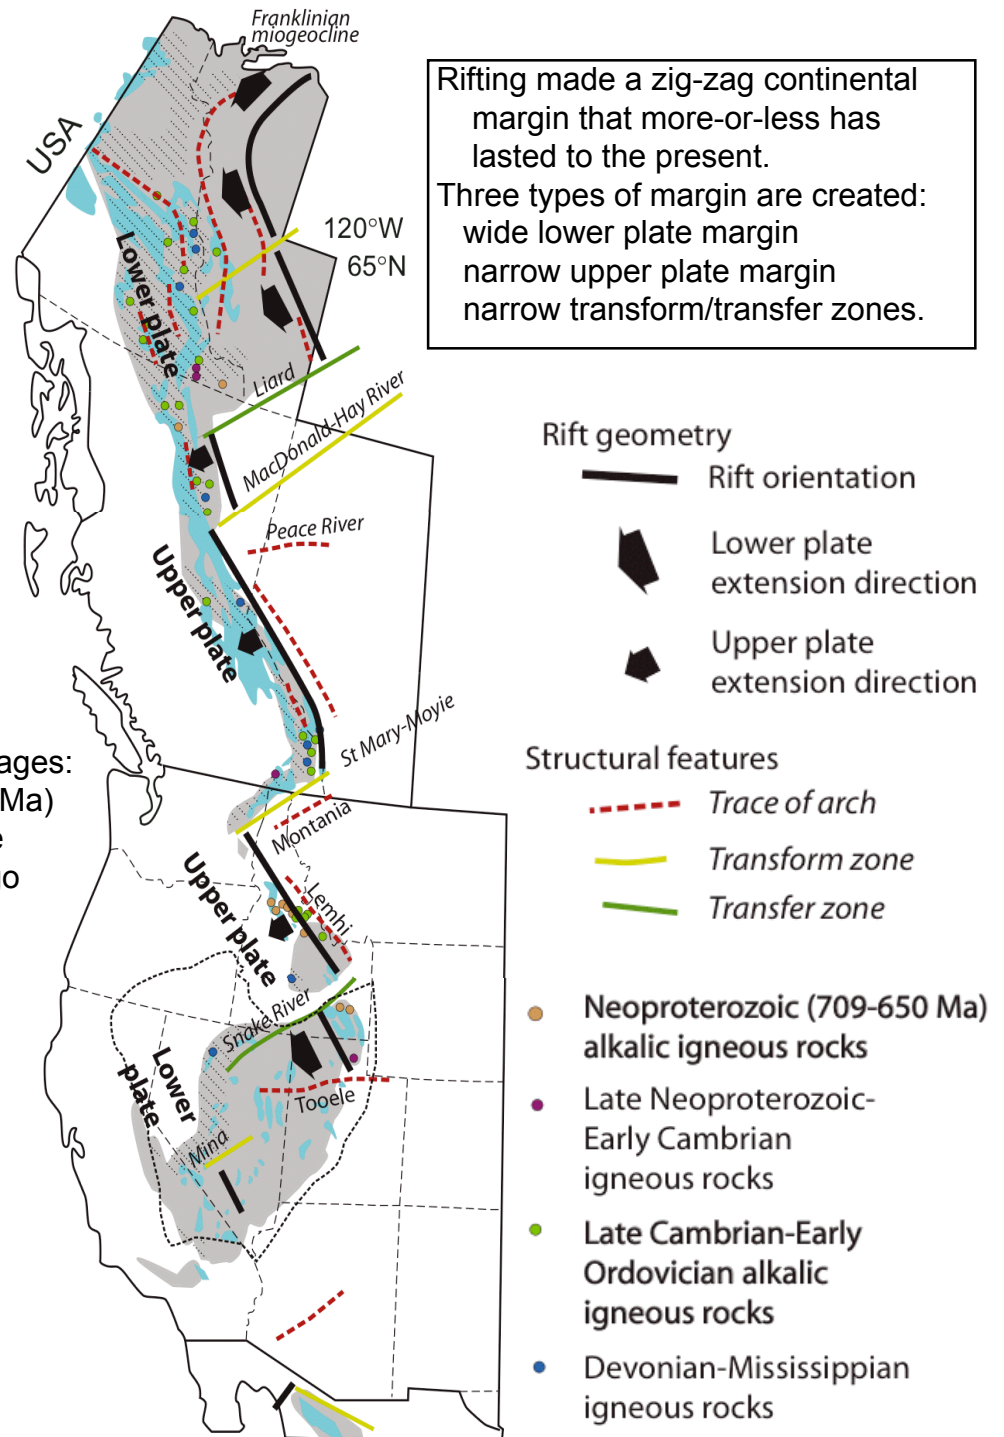 Franklinian
miogeocline
USA
Rifting made a zig-zag continental
margin that more-or-less has
lasted to the present.
Three types of margin are created:
wide lower plate margin
narrow upper plate margin
narrow transform/transfer zones.
120°W
65°N
Lower plate
Liard
MacDonald-Hay River
Peace River
Upper plate
St Mary-Moyie
ages:
Ma)
e
go
Montania
Lemhi
Upper plate
Snake River
Lower
plate
Tooele
Mina
Rift geometry
Rift orientation
Lower plate
extension direction
Upper plate
extension direction
Structural features
Trace of arch
Transform zone
Transfer zone
Neoproterozoic (709-650 Ma)
alkalic igneous rocks
Late Neoproterozoic-
Early Cambrian
igneous rocks
Late Cambrian-Early
Ordovician alkalic
igneous rocks
Devonian-Mississippian
igneous rocks